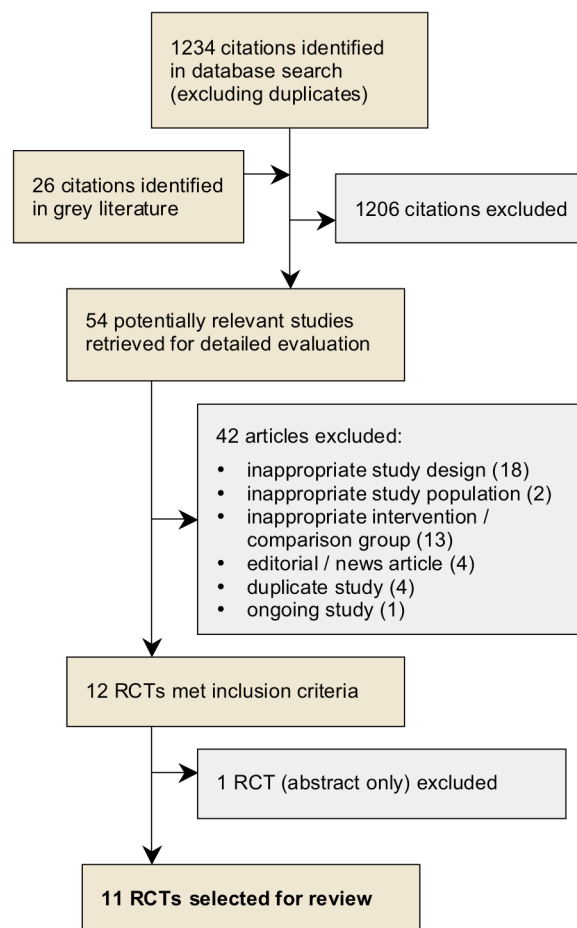 1234 citations identified
in database search
(excluding duplicates)
26 citations identified
in grey literature
1206 citations excluded
54 potentially relevant studies
retrieved for detailed evaluation
42 articles excluded:
• inappropriate study design (18)
• inappropriate study population (2)
• inappropriate intervention /
comparison group (13)
• editorial / news article (4)
• duplicate study (4)
• ongoing study (1)
12 RCTs met inclusion criteria
1 RCT (abstract only) excluded
11 RCTs selected for review